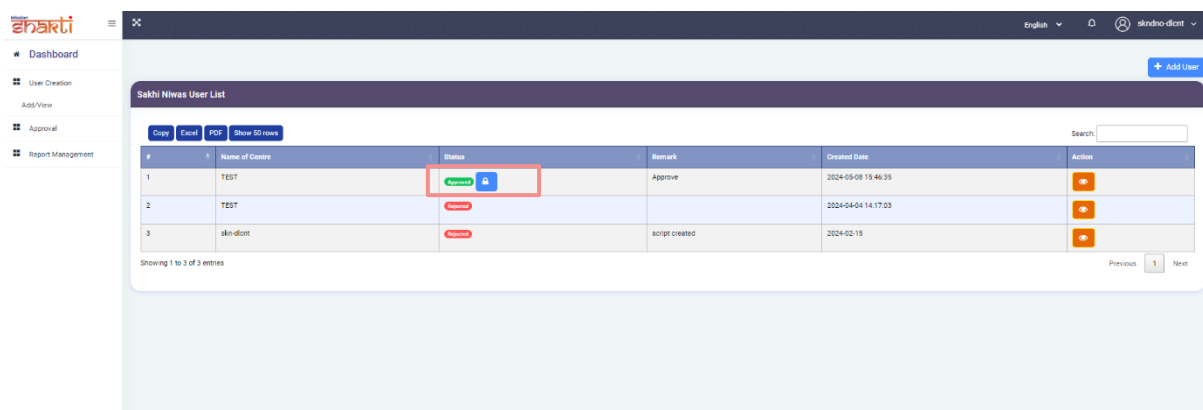 Mission
Shakti
English
skndno-dlcnt
Dashboard
User Creation
Add/View
Approval
Report Management
+ Add User
Sakhi Niwas User List
Copy Excel PDF Show 50 rows
Search:
# Name of Centre Status Remark Created Date Action
1 TEST Approved Approve 2024-05-08 15:46:35
2 TEST Rejected 2024-04-04 14:17:03
3 skn-dlcnt Rejected script created 2024-02-15
Showing 1 to 3 of 3 entries
Previous 1 Next